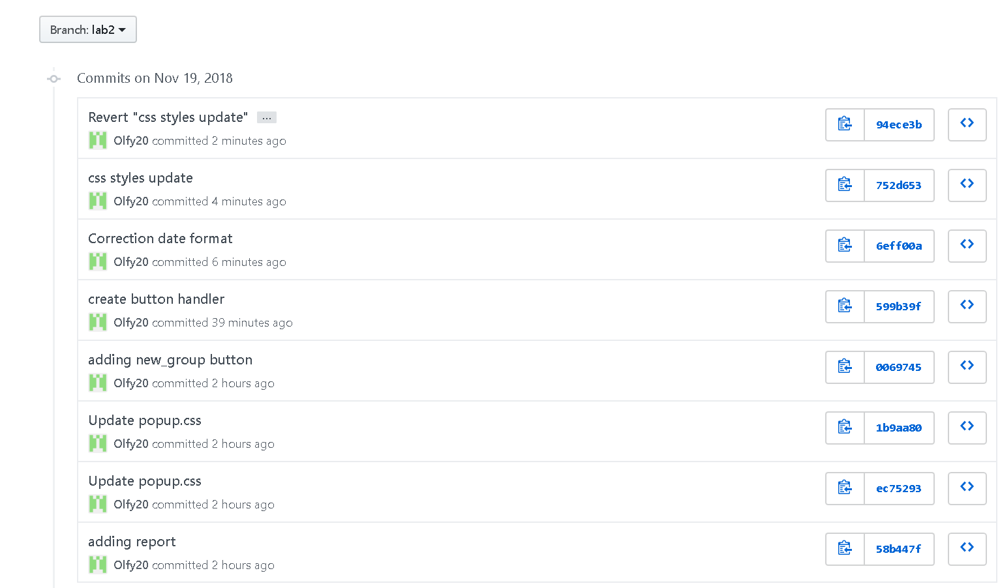 Branch: lab2
Commits on Nov 19, 2018
Revert "css styles update" ...
Olfy20 committed 2 minutes ago
94ece3b
css styles update
Olfy20 committed 4 minutes ago
752d653
Correction date format
Olfy20 committed 6 minutes ago
6eff00a
create button handler
Olfy20 committed 39 minutes ago
599b39f
adding new_group button
Olfy20 committed 2 hours ago
0069745
Update popup.css
Olfy20 committed 2 hours ago
1b9aa80
Update popup.css
Olfy20 committed 2 hours ago
ec75293
adding report
Olfy20 committed 2 hours ago
58b447f